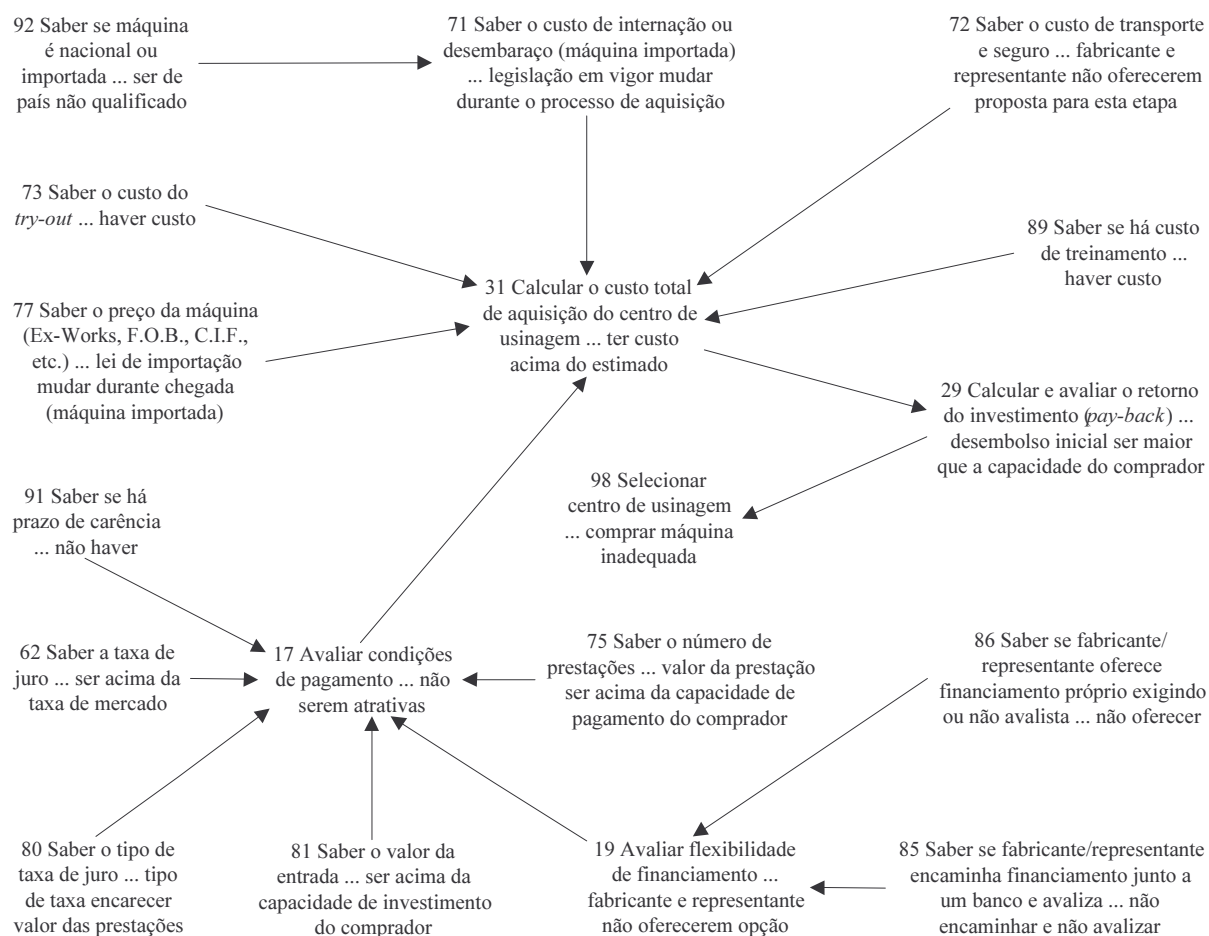 92 Saber se máquina
é nacional ou
importada ... ser de
país não qualificado
71 Saber o custo de internação ou
desembaraço (máquina importada)
... legislação em vigor mudar
durante o processo de aquisição
72 Saber o custo de transporte
e seguro ... fabricante e
representante não oferecerem
proposta para esta etapa
73 Saber o custo do
try-out ... haver custo
89 Saber se há custo
de treinamento ...
haver custo
77 Saber o preço da máquina
(Ex-Works, F.O.B., C.I.F.,
etc.) ... lei de importação
mudar durante chegada
(máquina importada)
31 Calcular o custo total
de aquisição do centro de
usinagem ... ter custo
acima do estimado
29 Calcular e avaliar o retorno
do investimento (pay-back) ...
desembolso inicial ser maior
que a capacidade do comprador
98 Selecionar
centro de usinagem
... comprar máquina
inadequada
91 Saber se há
prazo de carência
... não haver
62 Saber a taxa de
juro ... ser acima da
taxa de mercado
17 Avaliar condições
de pagamento ... não
serem atrativas
75 Saber o número de
prestações ... valor da prestação
ser acima da capacidade de
pagamento do comprador
86 Saber se fabricante/
representante oferece
financiamento próprio exigindo
ou não avalista ... não oferecer
80 Saber o tipo de
taxa de juro ... tipo
de taxa encarecer
valor das prestações
81 Saber o valor da
entrada ... ser acima da
capacidade de investimento
do comprador
19 Avaliar flexibilidade
de financiamento ...
fabricante e representante
não oferecerem opção
85 Saber se fabricante/representante
encaminha financiamento junto a
um banco e avaliza ... não
encaminhar e não avalizar